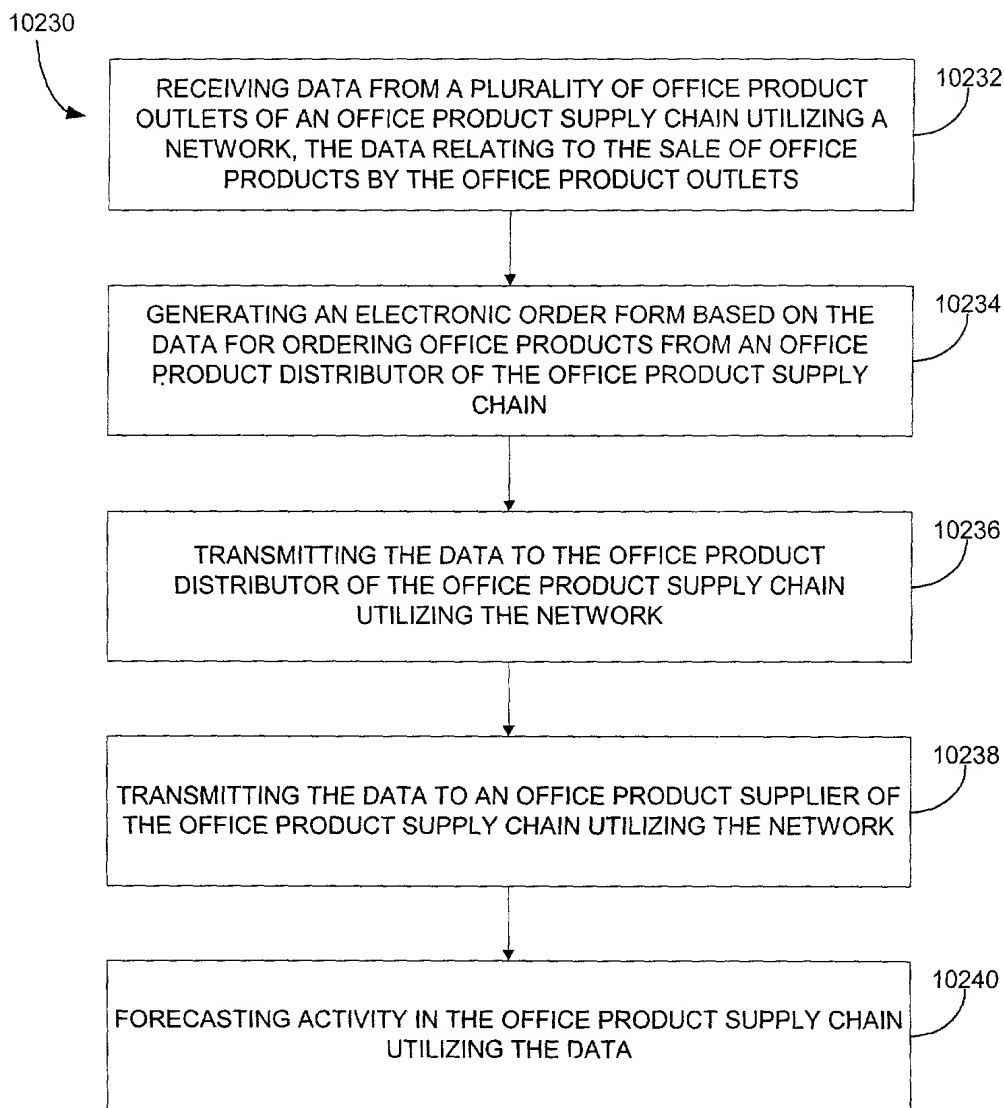 10230
RECEIVING DATA FROM A PLURALITY OF OFFICE PRODUCT
OUTLETS OF AN OFFICE PRODUCT SUPPLY CHAIN UTILIZING A
NETWORK, THE DATA RELATING TO THE SALE OF OFFICE
PRODUCTS BY THE OFFICE PRODUCT OUTLETS
10232
GENERATING AN ELECTRONIC ORDER FORM BASED ON THE
DATA FOR ORDERING OFFICE PRODUCTS FROM AN OFFICE
PRODUCT DISTRIBUTOR OF THE OFFICE PRODUCT SUPPLY
CHAIN
10234
TRANSMITTING THE DATA TO THE OFFICE PRODUCT
DISTRIBUTOR OF THE OFFICE PRODUCT SUPPLY CHAIN
UTILIZING THE NETWORK
10236
TRANSMITTING THE DATA TO AN OFFICE PRODUCT SUPPLIER OF
THE OFFICE PRODUCT SUPPLY CHAIN UTILIZING THE NETWORK
10238
FORECASTING ACTIVITY IN THE OFFICE PRODUCT SUPPLY CHAIN
UTILIZING THE DATA
10240